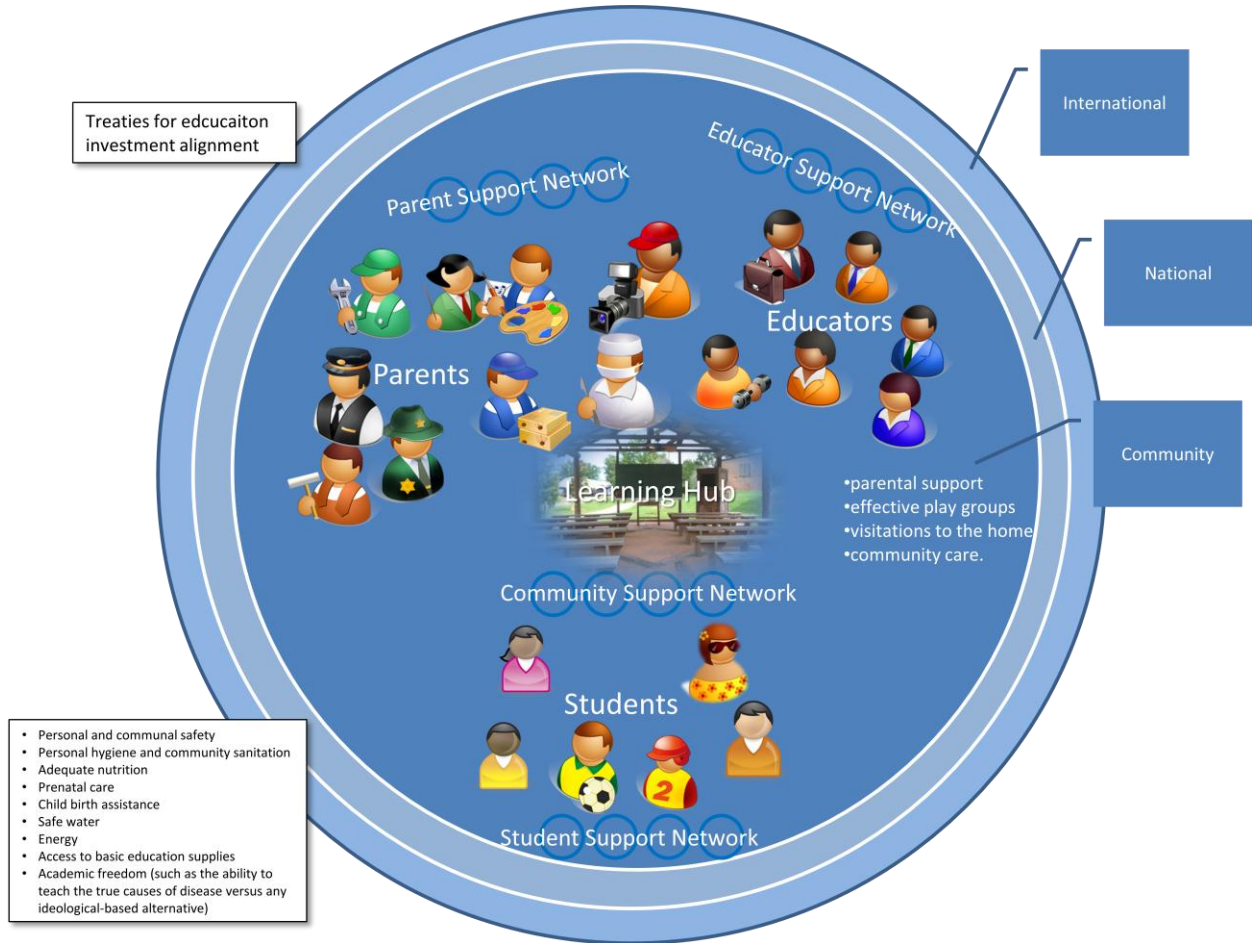 Treaties for edcucaiton
investment alignment
International
National
Community
Parent Support Network
Educator Support Network
Educators
Parents
Learning Hub
•parental support
•effective play groups
•visitations to the home
•community care.
Community Support Network
Students
2
Student Support Network
• Personal and communal safety
• Personal hygiene and community sanitation
• Adequate nutrition
• Prenatal care
• Child birth assistance
• Safe water
• Energy
• Access to basic education supplies
• Academic freedom (such as the ability to
teach the true causes of disease versus any
ideological-based alternative)